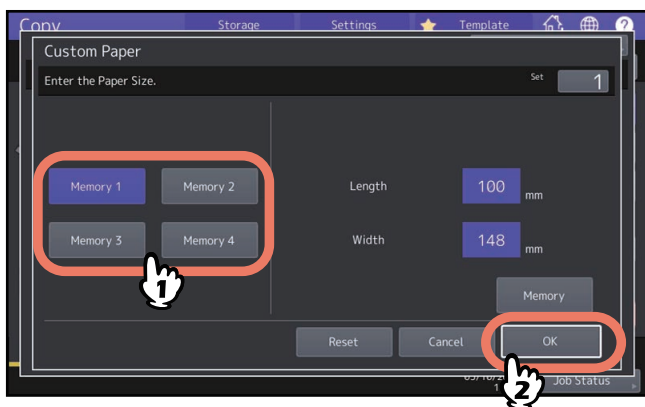 Copy Storage Settings Template ?
Custom Paper
Enter the Paper Size. Set 1
Memory 1 Memory 2 Length 100 mm
Memory 3 Memory 4 Width 148 mm
1
Memory
Reset Cancel OK
2
Job Status